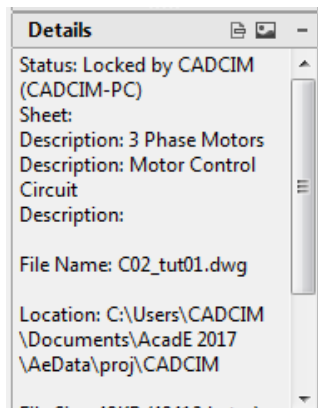 Details
Status: Locked by CADCIM
(CADCIM-PC)
Sheet:
Description: 3 Phase Motors
Description: Motor Control
Circuit
Description:
File Name: C02_tut01.dwg
Location: C:\Users\CADCIM
\Documents\AcadE 2017
\AeData\proj\CADCIM